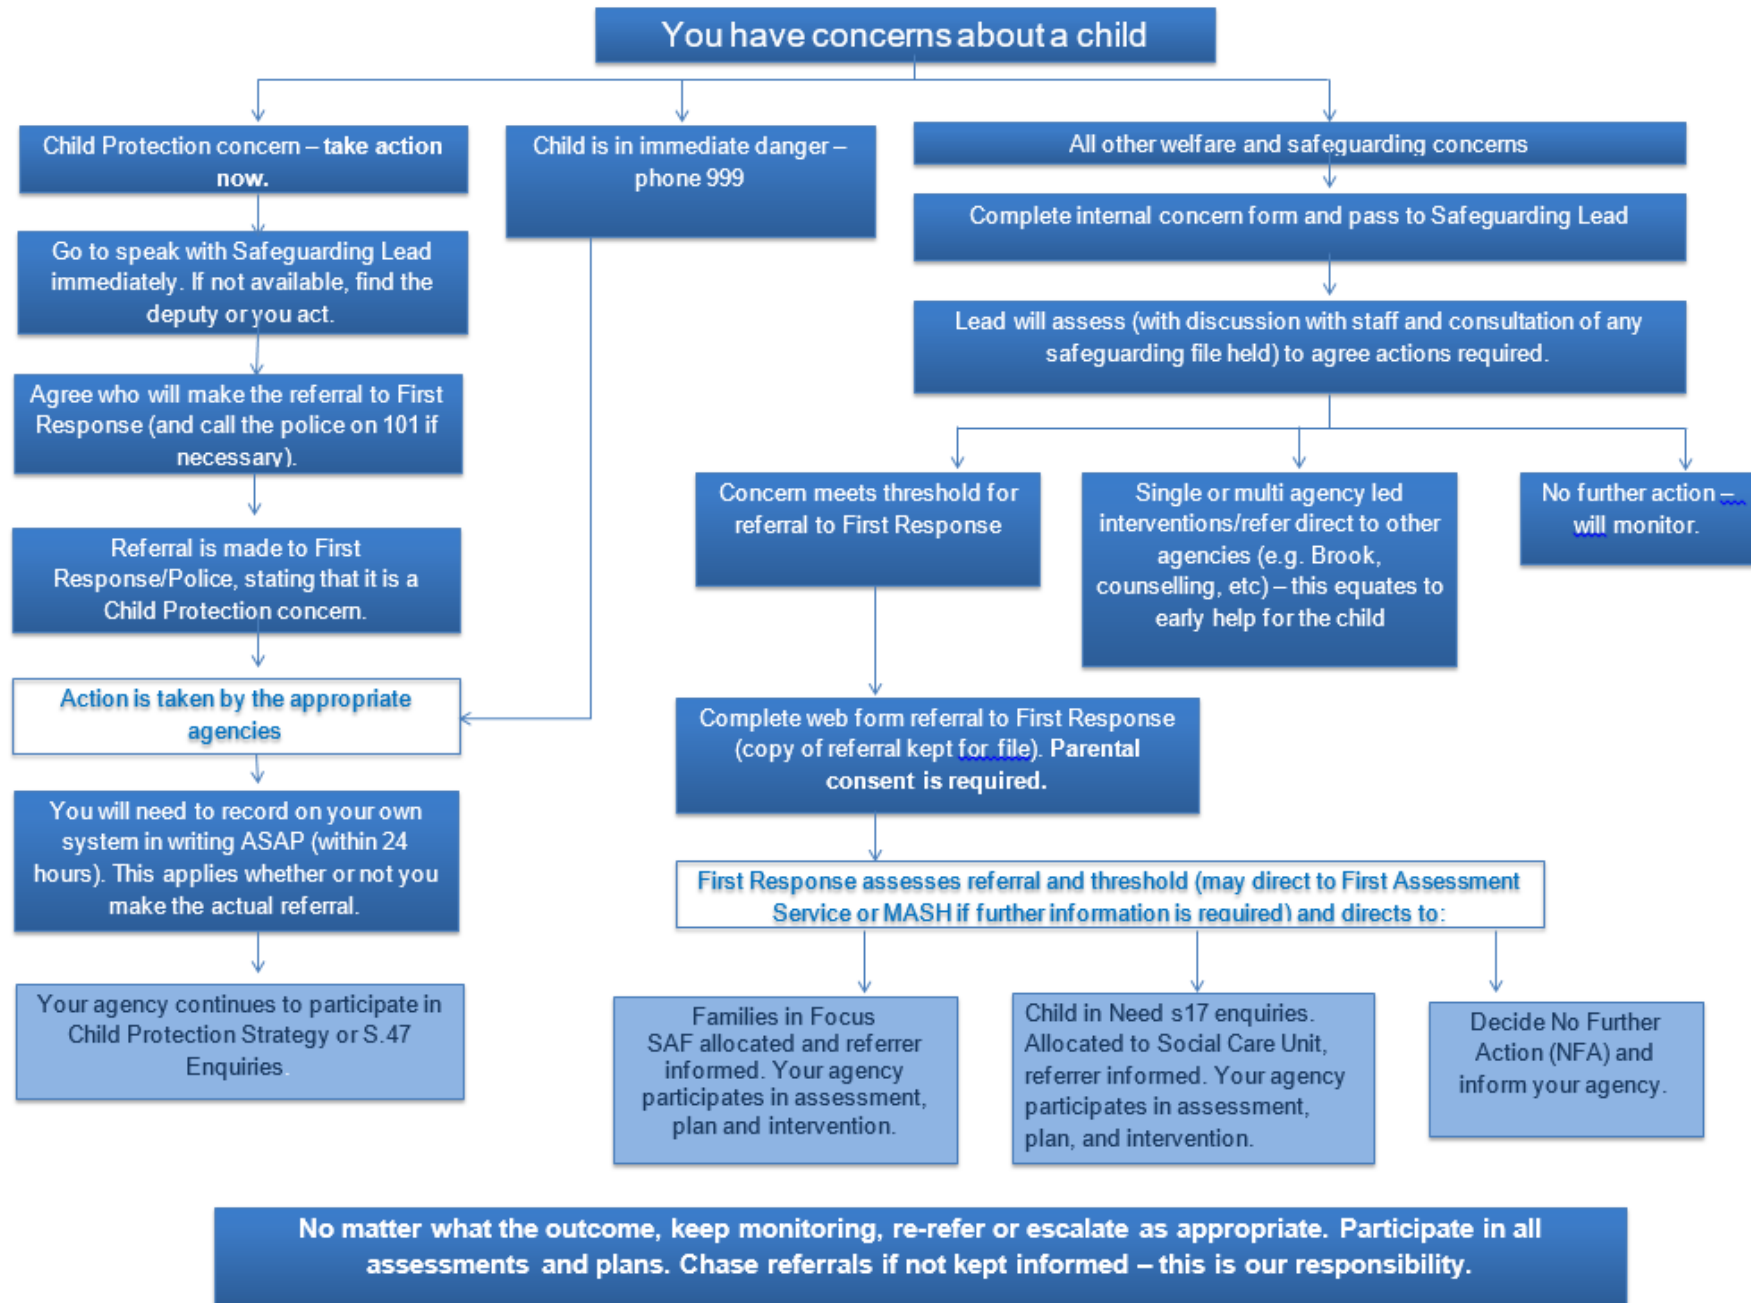 You have concerns about a child
Child Protection concern – take action
now.
Child is in immediate danger –
phone 999
All other welfare and safeguarding concerns
Go to speak with Safeguarding Lead
immediately. If not available, find the
deputy or you act.
Complete internal concern form and pass to Safeguarding Lead
Lead will assess (with discussion with staff and consultation of any
safeguarding file held) to agree actions required.
Agree who will make the referral to First
Response (and call the police on 101 if
necessary).
Concern meets threshold for
referral to First Response
Single or multi agency led
interventions/refer direct to other
agencies (e.g. Brook,
counselling, etc) – this equates to
early help for the child
No further action –
will monitor.
Referral is made to First
Response/Police, stating that it is a
Child Protection concern.
Action is taken by the appropriate
agencies
Complete web form referral to First Response
(copy of referral kept for file). Parental
consent is required.
You will need to record on your own
system in writing ASAP (within 24
hours). This applies whether or not you
make the actual referral.
First Response assesses referral and threshold (may direct to First Assessment
Service or MASH if further information is required) and directs to:
Your agency continues to participate in
Child Protection Strategy or S.47
Enquiries.
Families in Focus
SAF allocated and referrer
informed. Your agency
participates in assessment,
plan and intervention.
Child in Need s17 enquiries.
Allocated to Social Care Unit,
referrer informed. Your agency
participates in assessment,
plan, and intervention.
Decide No Further
Action (NFA) and
inform your agency.
No matter what the outcome, keep monitoring, re-refer or escalate as appropriate. Participate in all
assessments and plans. Chase referrals if not kept informed – this is our responsibility.